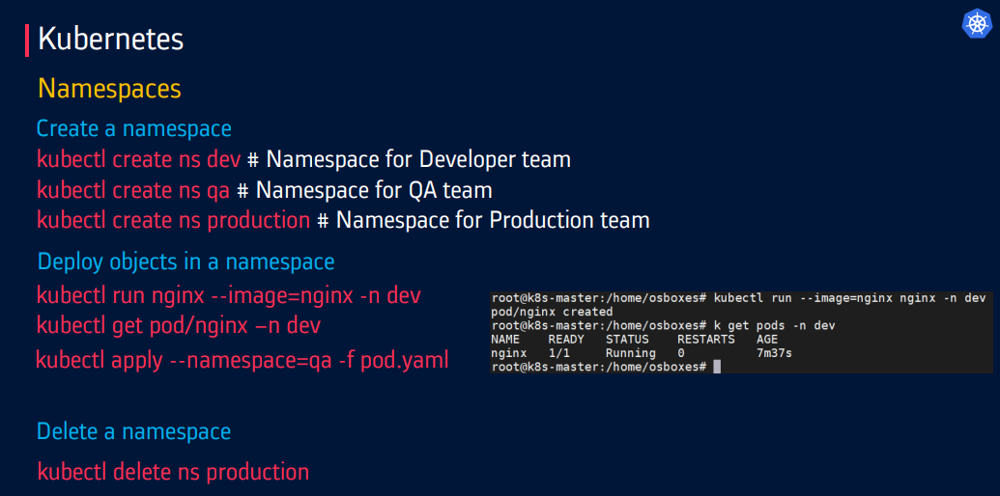 Kubernetes
Namespaces
Create a namespace
kubectl create ns dev # Namespace for Developer team
kubectl create ns qa # Namespace for QA team
kubectl create ns production # Namespace for Production team
Deploy objects in a namespace
kubectl run nginx --image=nginx -n dev
kubectl get pod/nginx –n dev
kubectl apply --namespace=qa -f pod.yaml
root@k8s-master:/home/osboxes# kubectl run --image=nginx nginx -n dev
pod/nginx created
root@k8s-master:/home/osboxes# k get pods -n dev
NAME READY STATUS RESTARTS AGE
nginx 1/1 Running 0 7m37s
root@k8s-master:/home/osboxes#
Delete a namespace
kubectl delete ns production